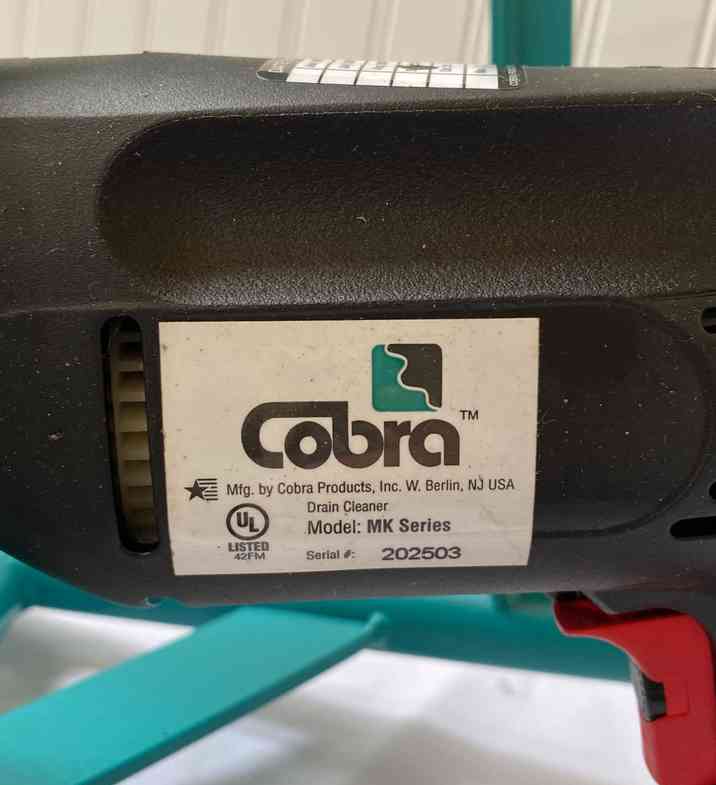 Cobra™
Mfg. by Cobra Products, Inc. W. Berlin, NJ USA
Drain Cleaner
UL
Model: MK Series
LISTED
42FM
Serial #: 202503